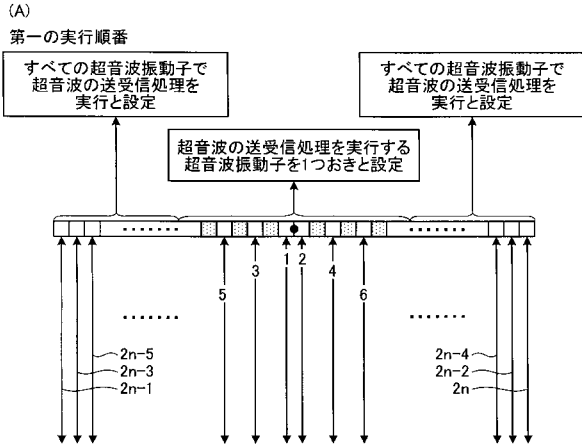 (A)
第一の実行順番
すべての超音波振動子で
超音波の送受信処理を
実行と設定
すべての超音波振動子で
超音波の送受信処理を
実行と設定
超音波の送受信処理を実行する
超音波振動子を1つおきと設定
5
3
1
2
4
6
2n-5
2n-3
2n-1
2n-4
2n-2
2n